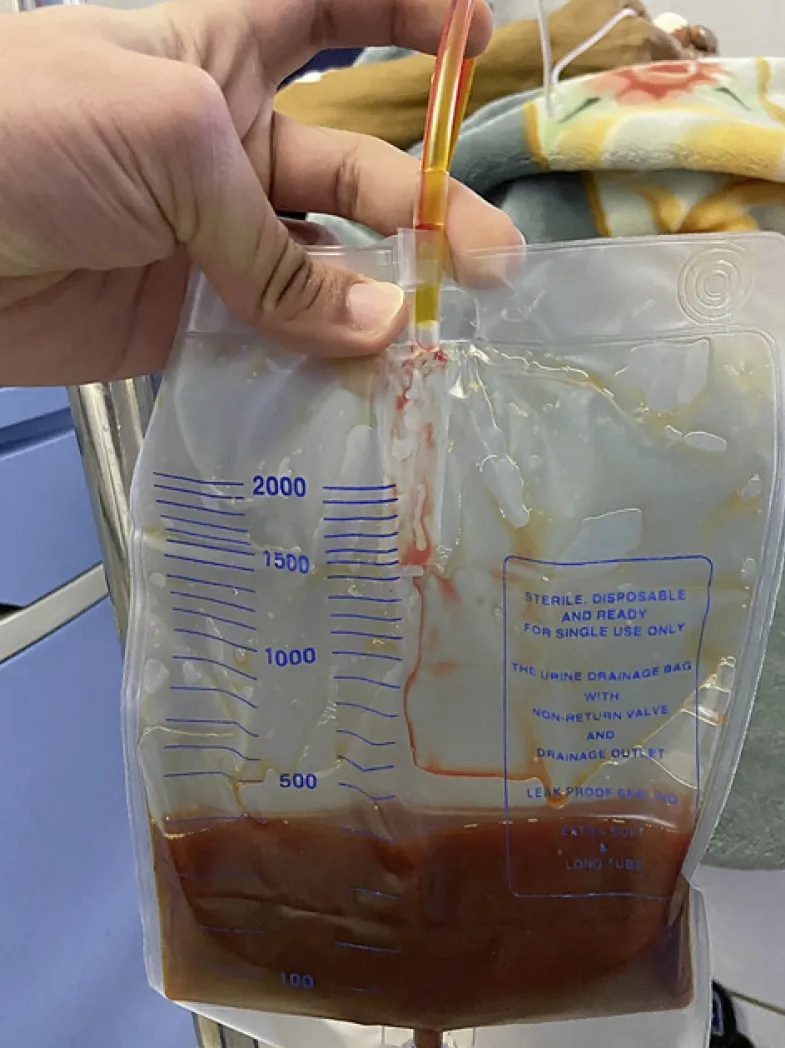 2000
1500
1000
500
100
STERILE, DISPOSABLE
AND READY
FOR SINGLE USE ONLY
THE URINE DRAINAGE BAG
WITH
NON-RETURN VALVE
AND
DRAINAGE OUTLET
LEAK PROOF SEALING
EXTRA SOFT
&
LONG TUBE